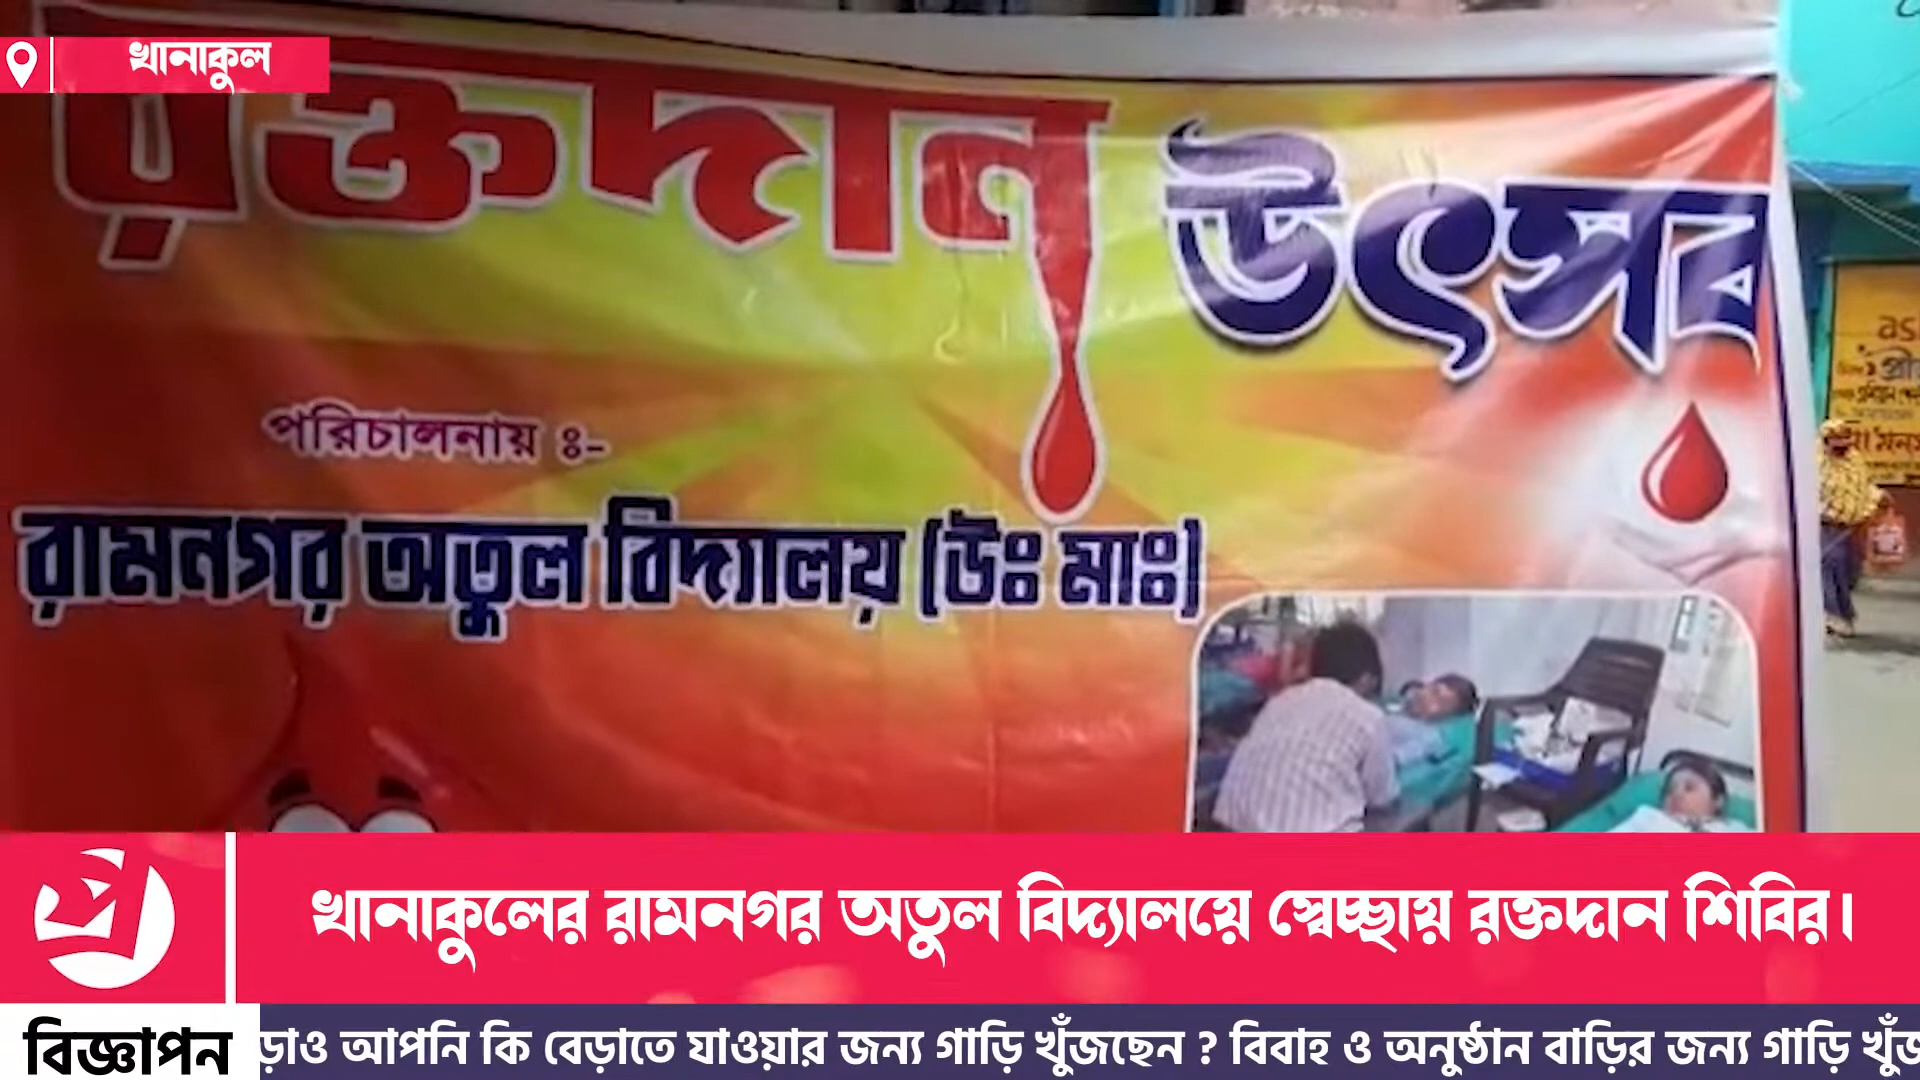 খানাকুল
রক্তদান উৎসব
পরিচালনায় ঃ-
রামনগর অতুল বিদ্যালয় (উঃ মাঃ)
খানাকুলের রামনগর অতুল বিদ্যালয়ে স্বেচ্ছায় রক্তদান শিবির।
বিজ্ঞাপন
ড়াও আপনি কি বেড়াতে যাওয়ার জন্য গাড়ি খুঁজছেন ? বিবাহ ও অনুষ্ঠান বাড়ির জন্য গাড়ি খুঁজ